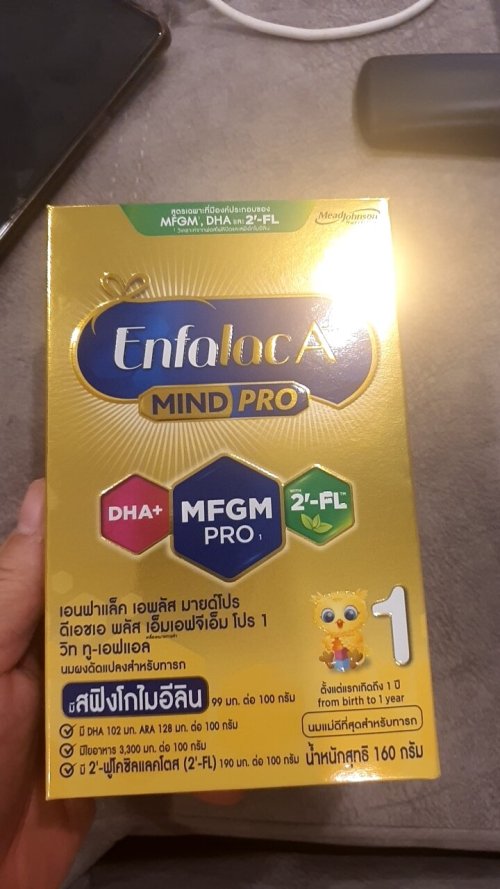 สูตรเฉพาะที่มีองค์ประกอบของ
MFGM, DHA และ 2'-FL
MeadJohnson
Enfalac A+
MIND PRO
DHA+
MFGM
PRO 1
WITH
2'-FL™
เอนฟาแล็ค เอพลัส มายด์โปร
ดีเอชเอ พลัส เอ็มเอฟจีเอ็ม โปร 1
วิท ทู-เอฟแอล
นมผงดัดแปลงสำหรับทารก
1
ตั้งแต่แรกเกิดถึง 1 ปี
from birth to 1 year
มีสฟิงโกไมอีลิน 99 มก. ต่อ 100 กรัม
นมแม่ดีที่สุดสำหรับทารก
มี DHA 102 มก. ARA 128 มก. ต่อ 100 กรัม
มีใยอาหาร 3,300 มก. ต่อ 100 กรัม
มี 2'-ฟูโคซิลแลคโตส (2'-FL) 190 มก. ต่อ 100 กรัม
น้ำหนักสุทธิ 160 กรัม